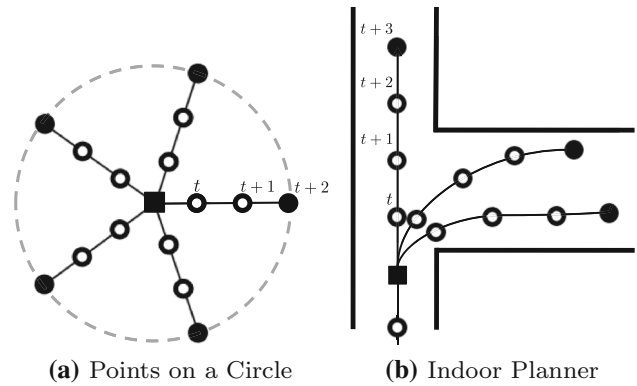 t
t+1
t+2
t+3
t+2
t+1
t
(a) Points on a Circle
(b) Indoor Planner